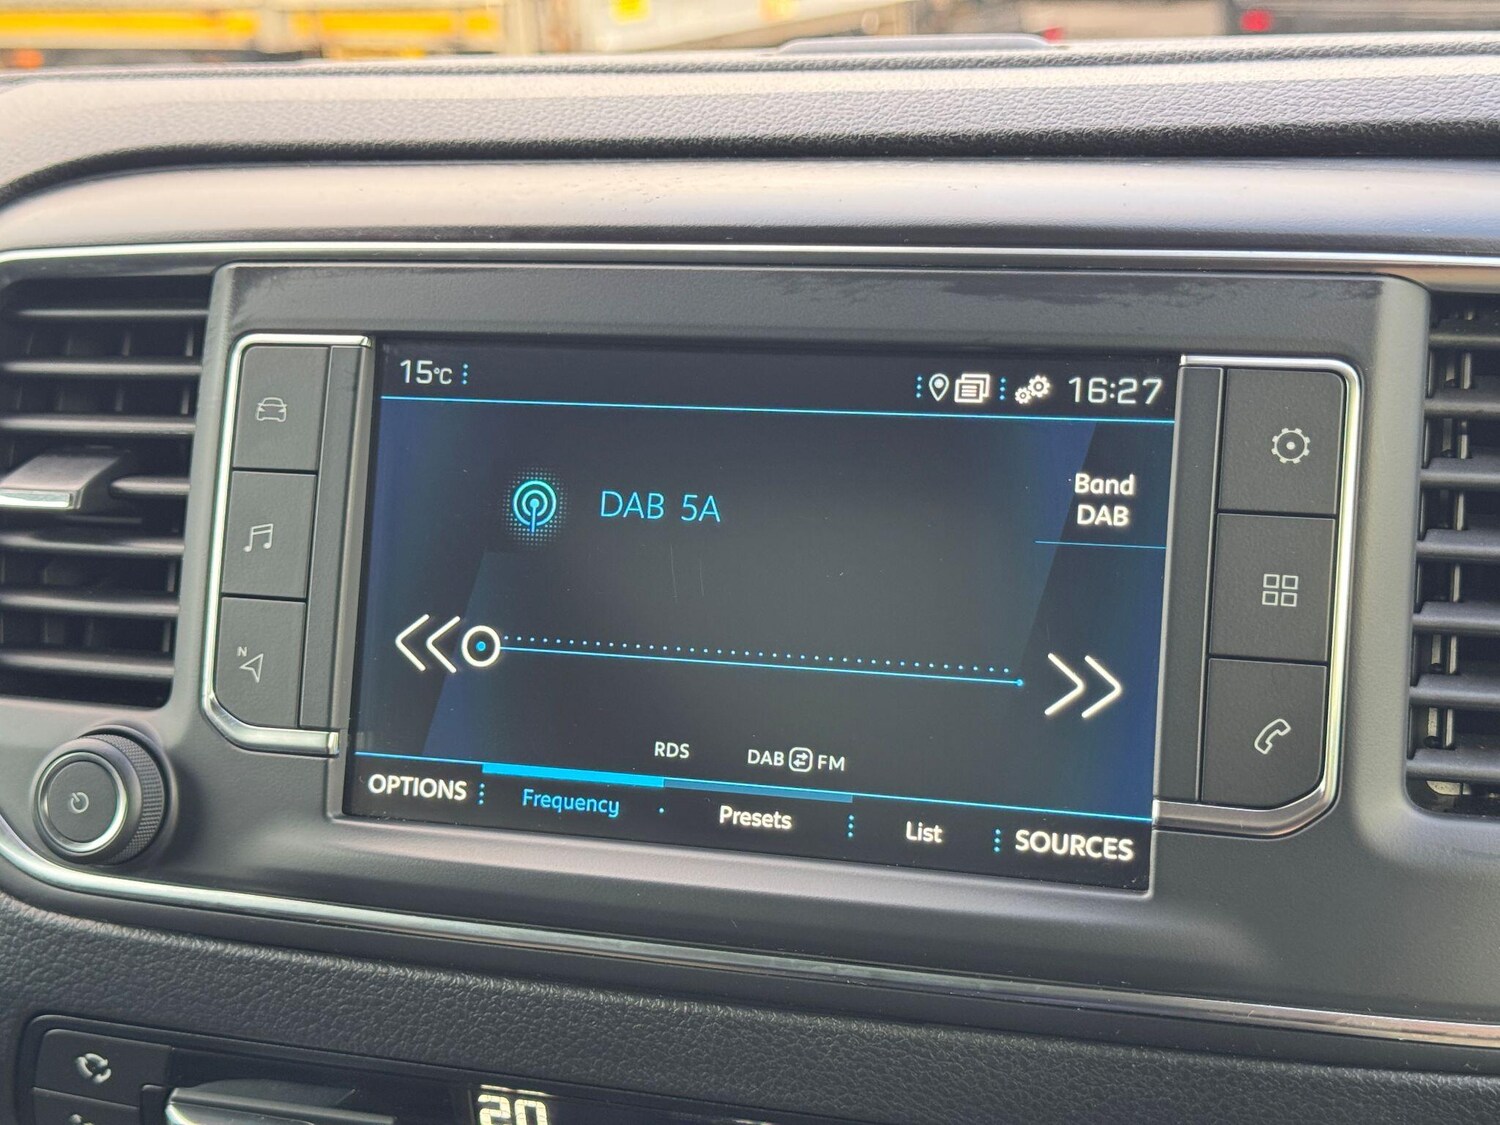 15°C
16:27
DAB 5A
Band
DAB
RDS
DAB FM
OPTIONS
Frequency
Presets
List
SOURCES
N
20